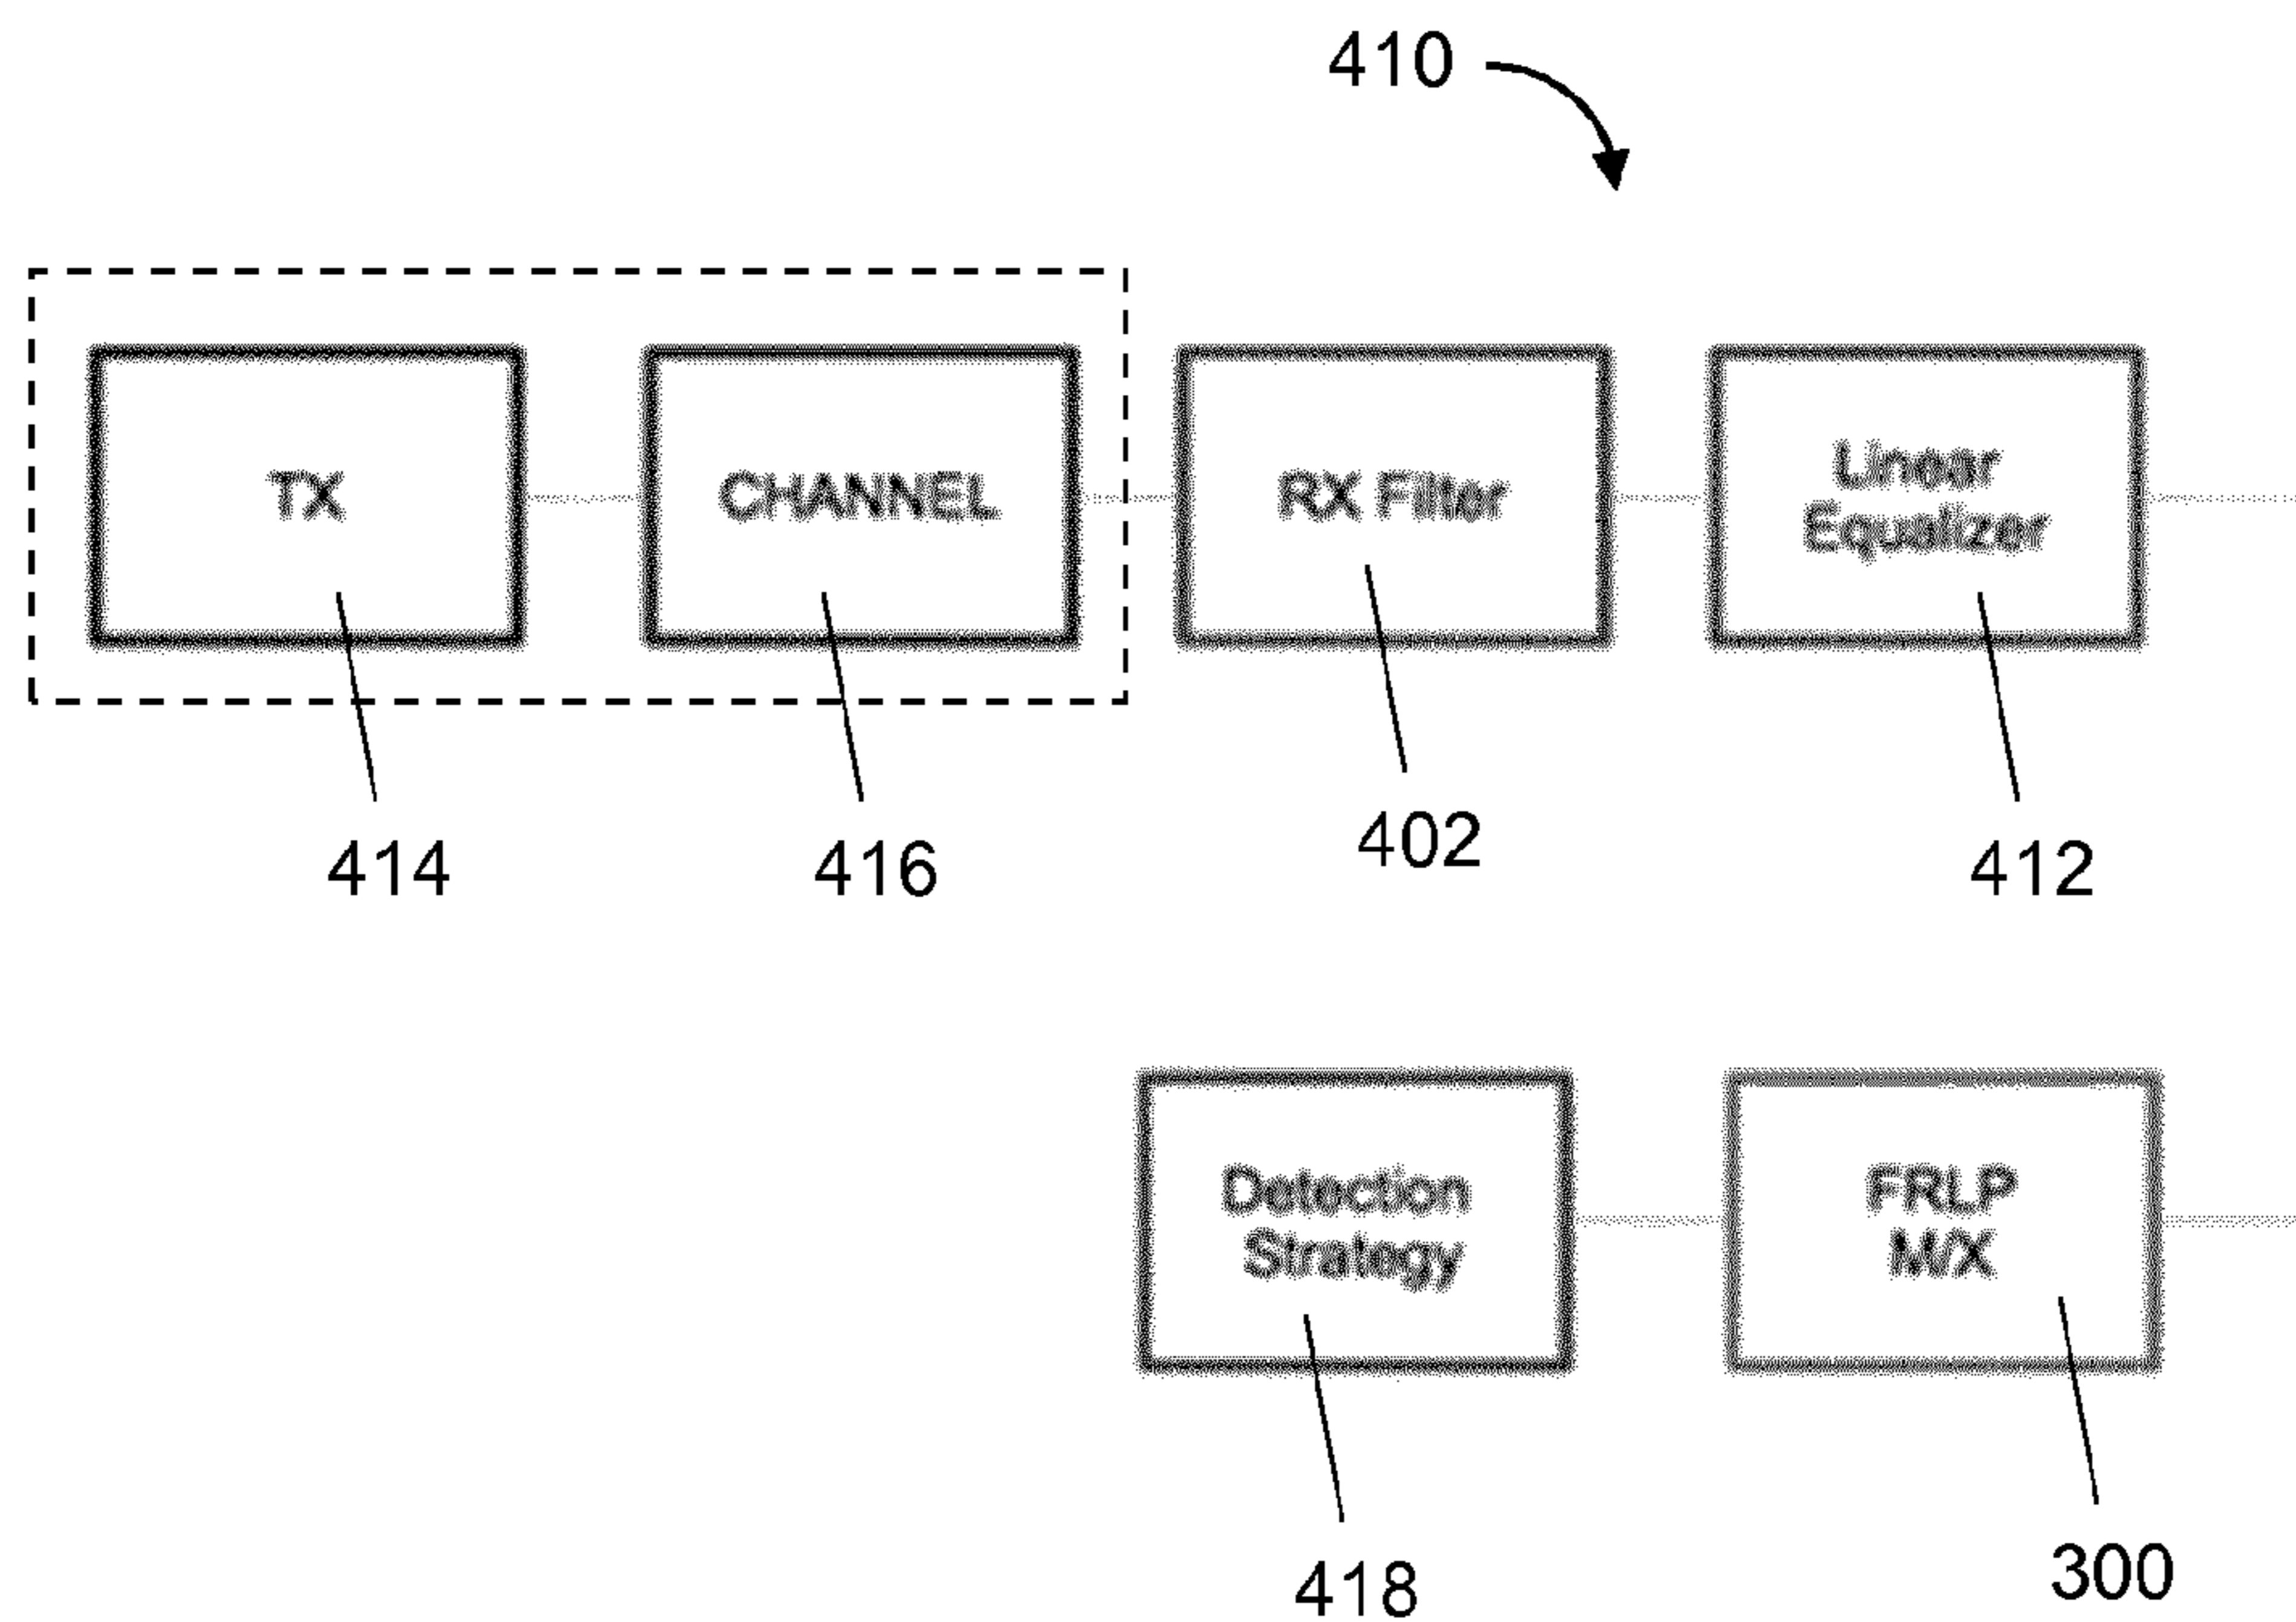 410
TX
CHANNEL
RX Filter
Linear
Equalizer
414
416
402
412
Detection
Strategy
FRLP
M/X
418
300